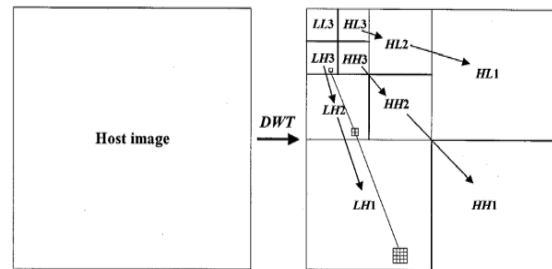 Host image
DWT
LL3 HL3
HL2
HL1
LH3 HH3
LH2
HH2
LH1
HH1